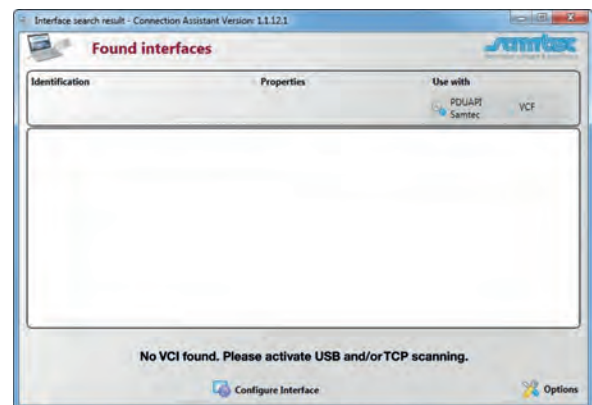 Interface search result - Connection Assistant Version: 1.1.12.1
Found interfaces
samtec
Identification Properties Use with
PDUAPI Samtec VCF
No VCI found. Please activate USB and/or TCP scanning.
Configure Interface Options